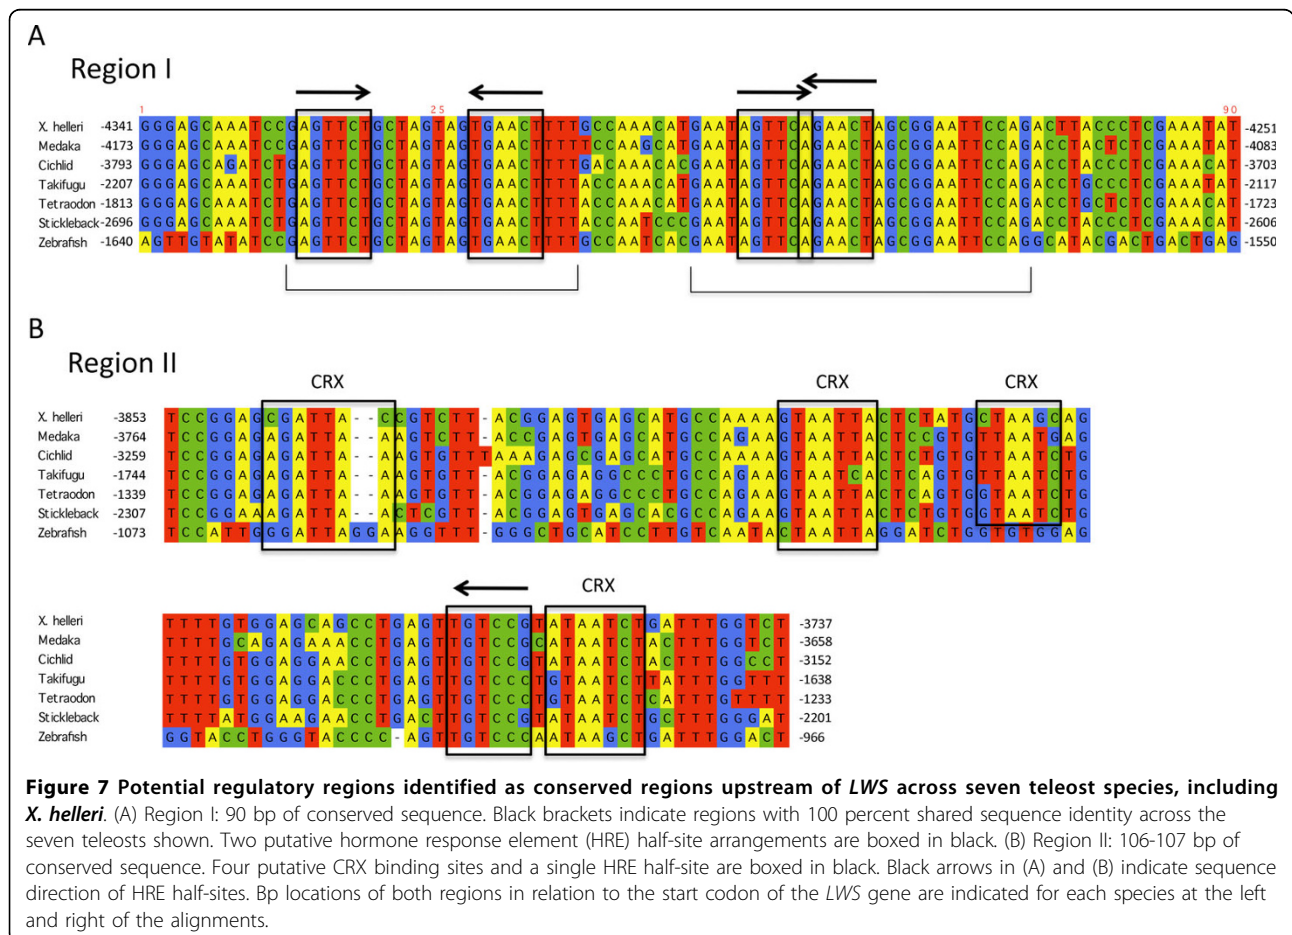 A
Region I
1 25 90
X. helleri -4341 GGGAGCAAATCCGAGTTCTGCTAGTAGTGAACTTTTGCCAAACATGAATAGTTCAGAACTAGCGGAATTCCAGACTTACCCTCGAAATAT -4251
Medaka -4173 GGGAGCAAATCCGAGTTCTGCTAGTAGTGAACTTTTTCCAAGCATGAATAGTTCAGAACTAGCGGAATTCCAGACCTACTCTCGAAATAT -4083
Cichlid -3793 GGGAGCAGATCTGAGTTCTGCTAGTAGTGAACTTTTGACAAACACGAATAGTTCAGAACTAGCGGAATTCCAGACCTACCCTCGAAACAT -3703
Takifugu -2207 GGGAGCAAATCTGAGTTCTGCTAGTAGTGAACTTTTACCAAACATGAATAGTTCAGAACTAGCGGAATTCCAGACCTGCCCTCGAAATAT -2117
Tetraodon -1813 GGGAGCAAATCTGAGTTCTGCTAGTAGTGAACTTTTACCAAACATGAATAGTTCAGAACTAGCGGAATTCCAGACCTGCTCTCGAAACAT -1723
Stickleback -2696 GGGAGCAAATCTGAGTTCTGCTAGTAGTGAACTTTTACCAATCCCGAATAGTTCAGAACTAGCGGAATTCCAGACCTACCCTCGAAACAT -2606
Zebrafish -1640 AGTTGTATATCCGAGTTCTGCTAGTAGTGAACTTTTGCCAATCACGAATAGTTCAGAACTAGCGGAATTCCAGGCATACGACTGACTGAG -1550
B
Region II
CRX CRX CRX
X. helleri -3853 TCCGGAGCGATTA--CCGTCTT-ACGGAGTGAGCATGCCAAAAGTAATTACTCTATGCTAAGCAG
Medaka -3764 TCCGGAGAGATTA--AAGTCTT-ACCGAGTGAGCATGCCAGAAGTAATTACTCCGTGTTAATGAG
Cichlid -3259 TCCGGAGAGATTA--AAGTGTTTAAAGAGCGAGCATGCCAAAAGTAATTACTCTGTGTTAATCTG
Takifugu -1744 TCCGGAGAGATTA--AAGTGTT-ACGGAGAGGAGCATGCCAGAAGTAATCACTCTGTGTTAATCTG
Tetraodon -1339 TCCGGAGAGATTA--AAGTGTT-ACGGAGAGGCCCTGCCAGAAGTAATTACTCAGTGGTAATCTG
Stickleback -2307 TCCGGAAAGATTA--ACTCGTT-ACGGAGTGAGCACGCCAGAAGTAATTACTCTGTGGTAATCTG
Zebrafish -1073 TCCATTGGGATTAGGAAGGTTT-GGGCTGCATCCTTGTCAATACTAATTAGGATCTGGTGTGGAG
CRX
X. helleri TTTTGTGGAGCAGCCTGAGTTGTCCGTATAATCTGATTTGGTCT -3737
Medaka TTTTGCAGAGAAACCTGAGTTGTCCGCATAATCTACTTTGGTCT -3658
Cichlid TTTTGTGGAGGAACCTGAGTTGTCCGTATAATCTACTTTGGCCT -3152
Takifugu TTTTGTGGAGGACCCTGAGTTGTCCCTGTAATCTTATTTGGTTT -1638
Tetraodon TTTTGTGGAGGACCCTGAGTTGTCCCTGTAATCTCATTTGTTTT -1233
Stickleback TTTTATGGAAGAACCTGACTTGTCCGTATAATCTGCTTTGGGAT -2201
Zebrafish GGTACCTGGGTACCCC-AGTTGTCCCAATAAGCTGATTTGGACT -966
Figure 7 Potential regulatory regions identified as conserved regions upstream of LWS across seven teleost species, including
X. helleri. (A) Region I: 90 bp of conserved sequence. Black brackets indicate regions with 100 percent shared sequence identity across the
seven teleosts shown. Two putative hormone response element (HRE) half-site arrangements are boxed in black. (B) Region II: 106-107 bp of
conserved sequence. Four putative CRX binding sites and a single HRE half-site are boxed in black. Black arrows in (A) and (B) indicate sequence
direction of HRE half-sites. Bp locations of both regions in relation to the start codon of the LWS gene are indicated for each species at the left
and right of the alignments.